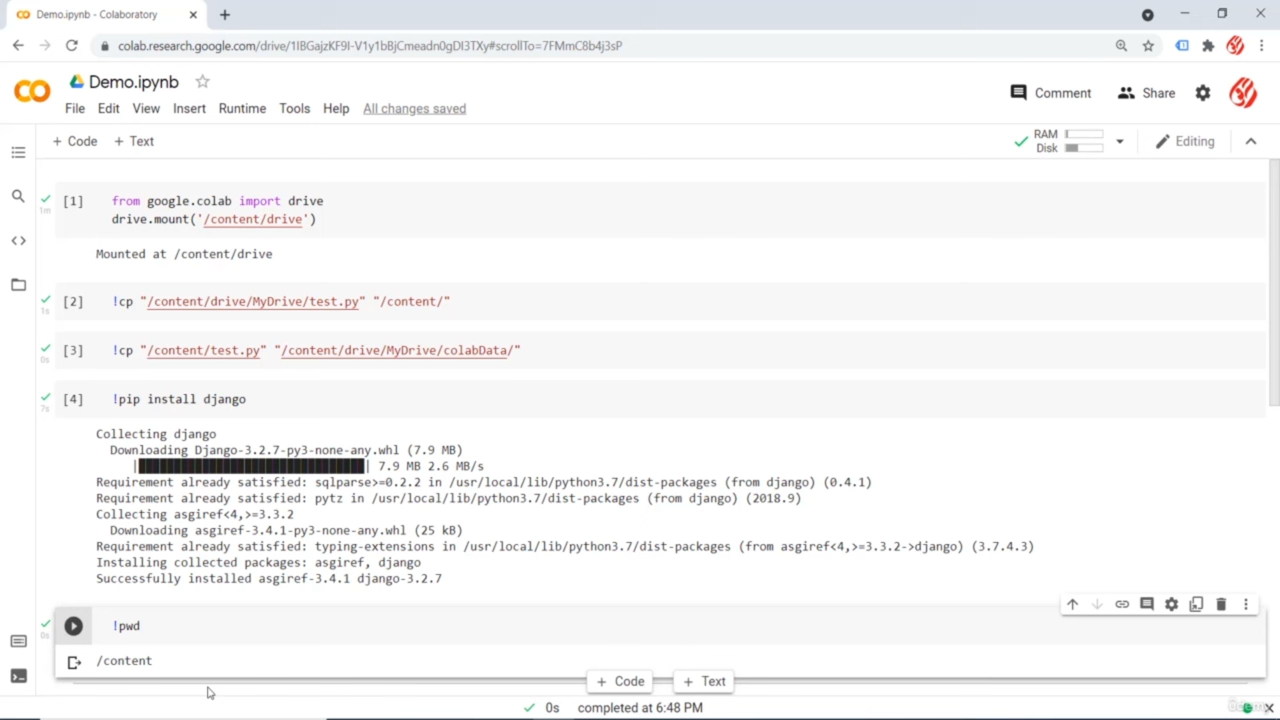 Demo.ipynb - Colaboratory
colab.research.google.com/drive/1IBGajzKF9I-V1y1bBjCmeadn0gDI3TXy#scrollTo=7FMmC8b4j3sP
Demo.ipynb
File Edit View Insert Runtime Tools Help All changes saved
Comment Share
+ Code + Text
RAM
Disk
Editing
[1] from google.colab import drive
1m
drive.mount('/content/drive')
Mounted at /content/drive
[2] !cp "/content/drive/MyDrive/test.py" "/content/"
1s
[3] !cp "/content/test.py" "/content/drive/MyDrive/colabData/"
0s
[4] !pip install django
7s
Collecting django
Downloading Django-3.2.7-py3-none-any.whl (7.9 MB)
|████████████████████████████████| 7.9 MB 2.6 MB/s
Requirement already satisfied: sqlparse>=0.2.2 in /usr/local/lib/python3.7/dist-packages (from django) (0.4.1)
Requirement already satisfied: pytz in /usr/local/lib/python3.7/dist-packages (from django) (2018.9)
Collecting asgiref<4,>=3.3.2
Downloading asgiref-3.4.1-py3-none-any.whl (25 kB)
Requirement already satisfied: typing-extensions in /usr/local/lib/python3.7/dist-packages (from asgiref<4,>=3.3.2->django) (3.7.4.3)
Installing collected packages: asgiref, django
Successfully installed asgiref-3.4.1 django-3.2.7
!pwd
0s
/content
+ Code + Text
0s completed at 6:48 PM